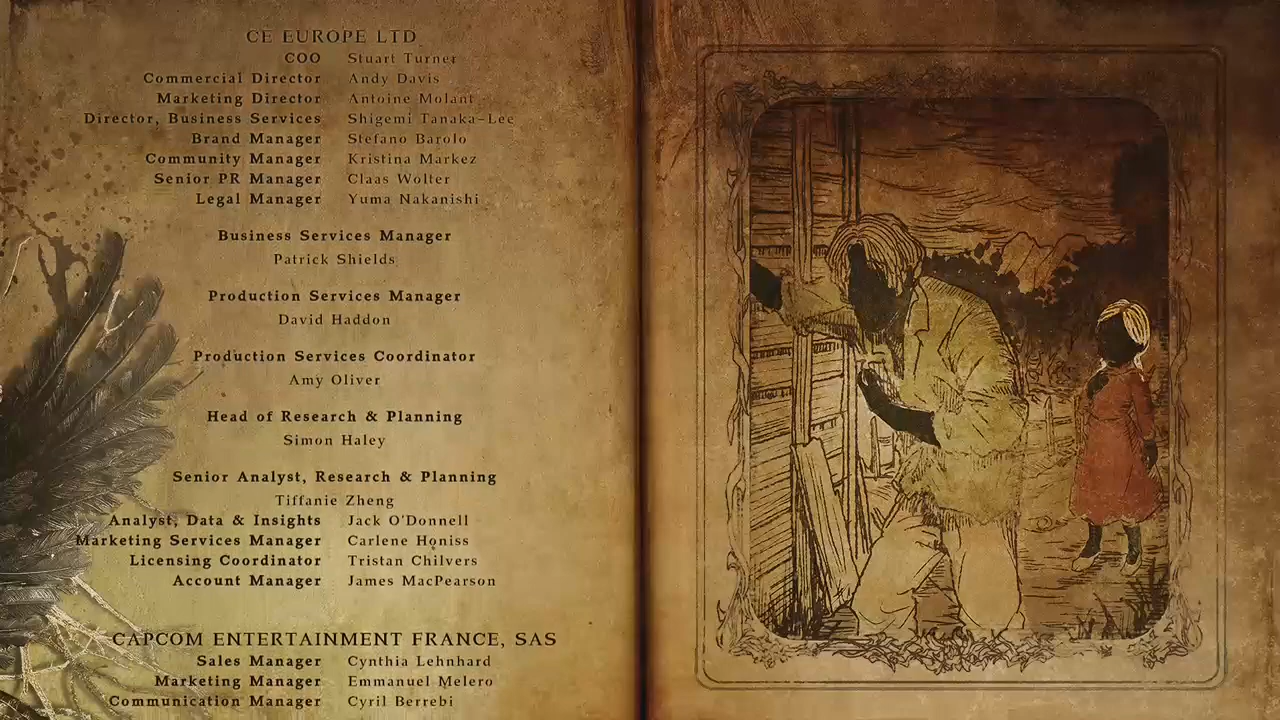 CE EUROPE LTD
COO Stuart Turner
Commercial Director Andy Davis
Marketing Director Antoine Molant
Director, Business Services Shigemi Tanaka-Lee
Brand Manager Stefano Barolo
Community Manager Kristina Markez
Senior PR Manager Claas Wolter
Legal Manager Yuma Nakanishi
Business Services Manager
Patrick Shields
Production Services Manager
David Haddon
Production Services Coordinator
Amy Oliver
Head of Research & Planning
Simon Haley
Senior Analyst, Research & Planning
Tiffanie Zheng
Analyst, Data & Insights Jack O'Donnell
Marketing Services Manager Carlene Honiss
Licensing Coordinator Tristan Chilvers
Account Manager James MacPearson
CAPCOM ENTERTAINMENT FRANCE, SAS
Sales Manager Cynthia Lehnhard
Marketing Manager Emmanuel Melero
Communication Manager Cyril Berrebi